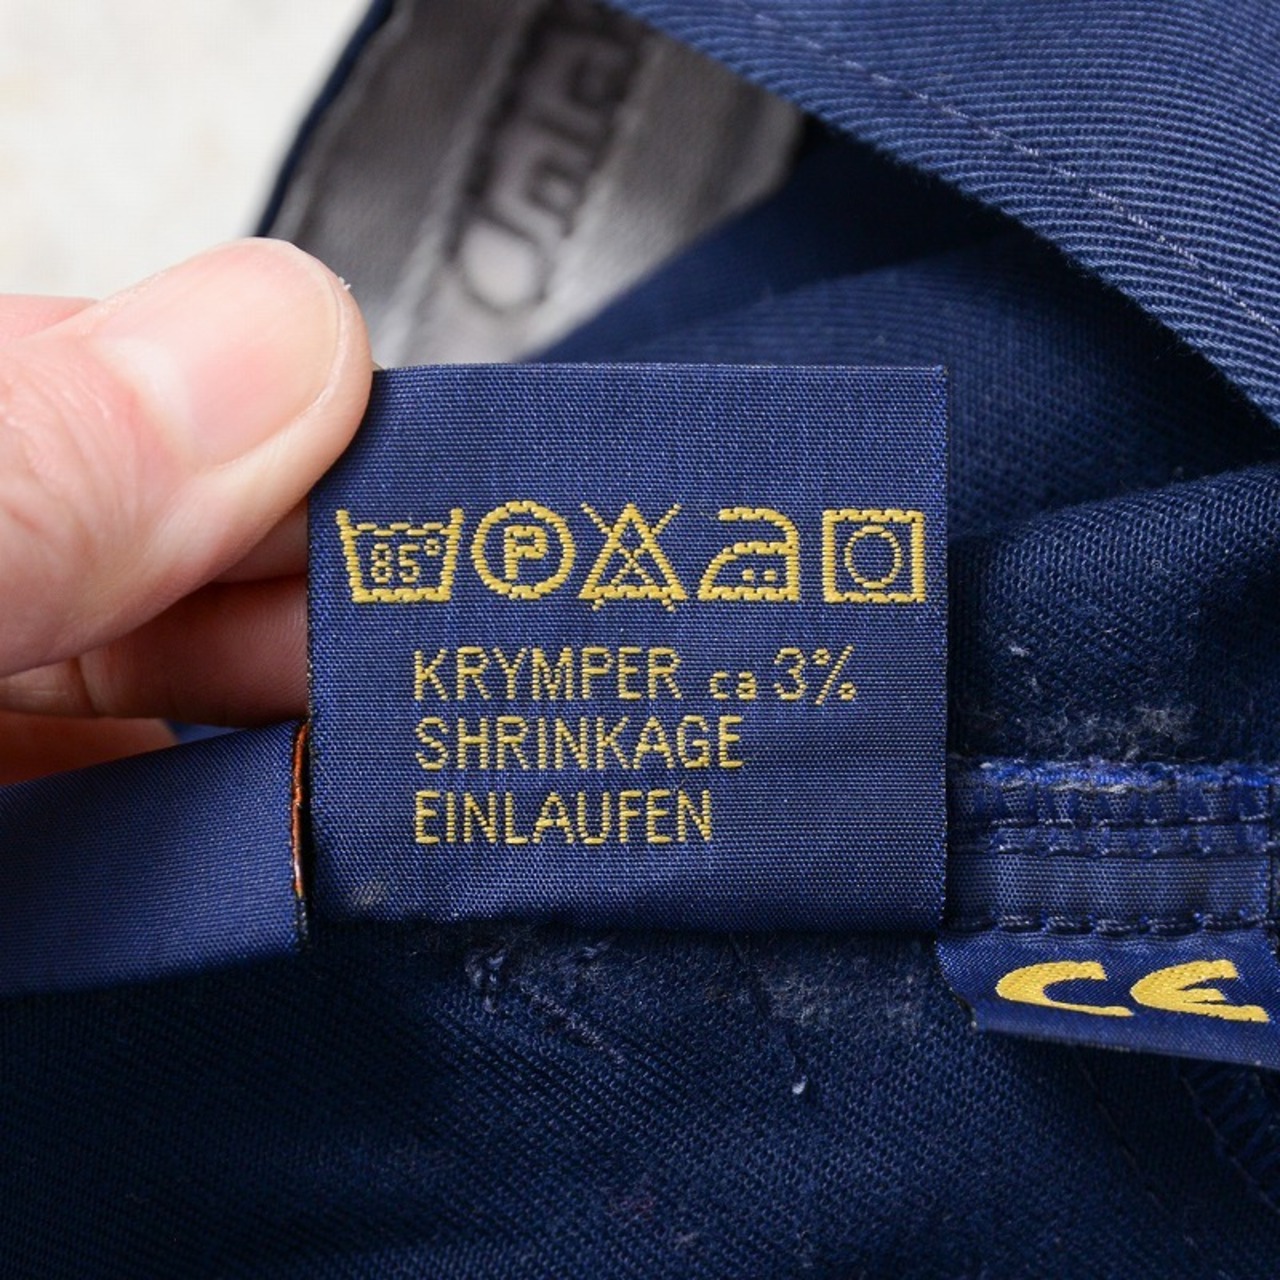 85°
P
KRYMPER ca 3%
SHRINKAGE
EINLAUFEN
CE